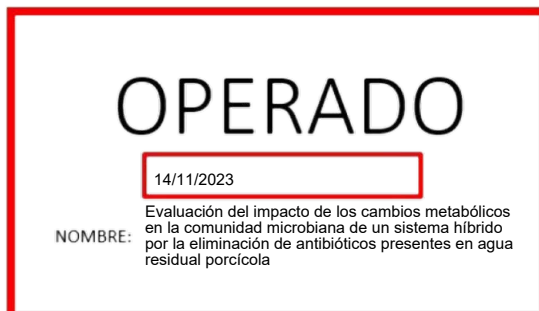 OPERADO
14/11/2023
NOMBRE: Evaluación del impacto de los cambios metabólicos
en la comunidad microbiana de un sistema híbrido
por la eliminación de antibióticos presentes en agua
residual porcícola